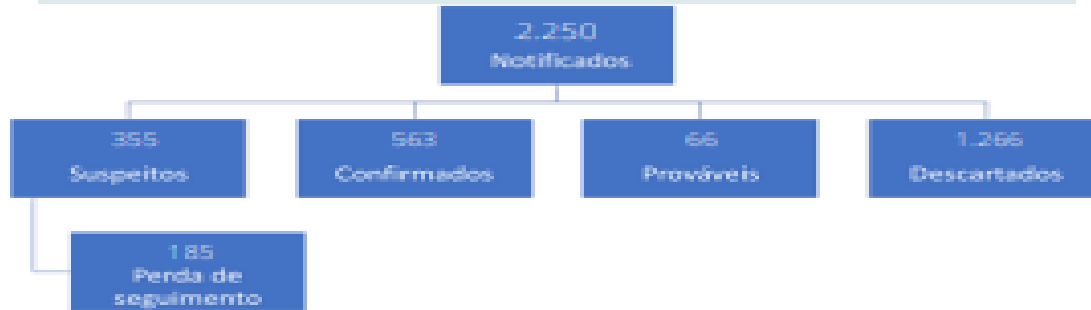 2.250
Notificados
355
Suspeitos
563
Confirmados
66
Prováveis
1.266
Descartados
185
Perda de
seguimento